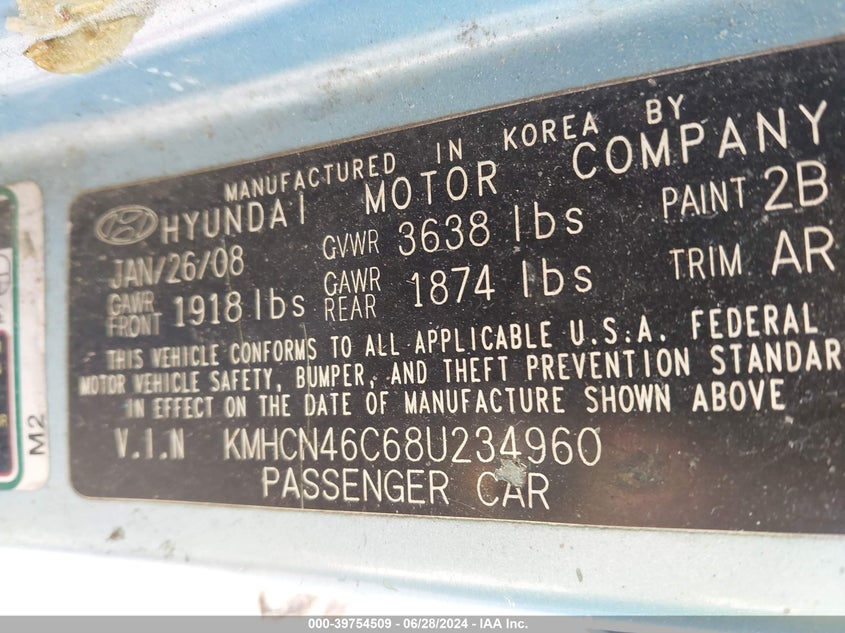 MANUFACTURED IN KOREA BY
HYUNDAI MOTOR COMPANY
JAN/26/08 GVWR 3638 lbs PAINT 2B
GAWR FRONT 1918 lbs GAWR REAR 1874 lbs TRIM AR
THIS VEHICLE CONFORMS TO ALL APPLICABLE U.S.A. FEDERAL
MOTOR VEHICLE SAFETY, BUMPER, AND THEFT PREVENTION STANDAR
IN EFFECT ON THE DATE OF MANUFACTURE SHOWN ABOVE
V.I.N KMHCN46C68U234960
PASSENGER CAR
M2
000-39754509 - 06/28/2024 - IAA Inc.